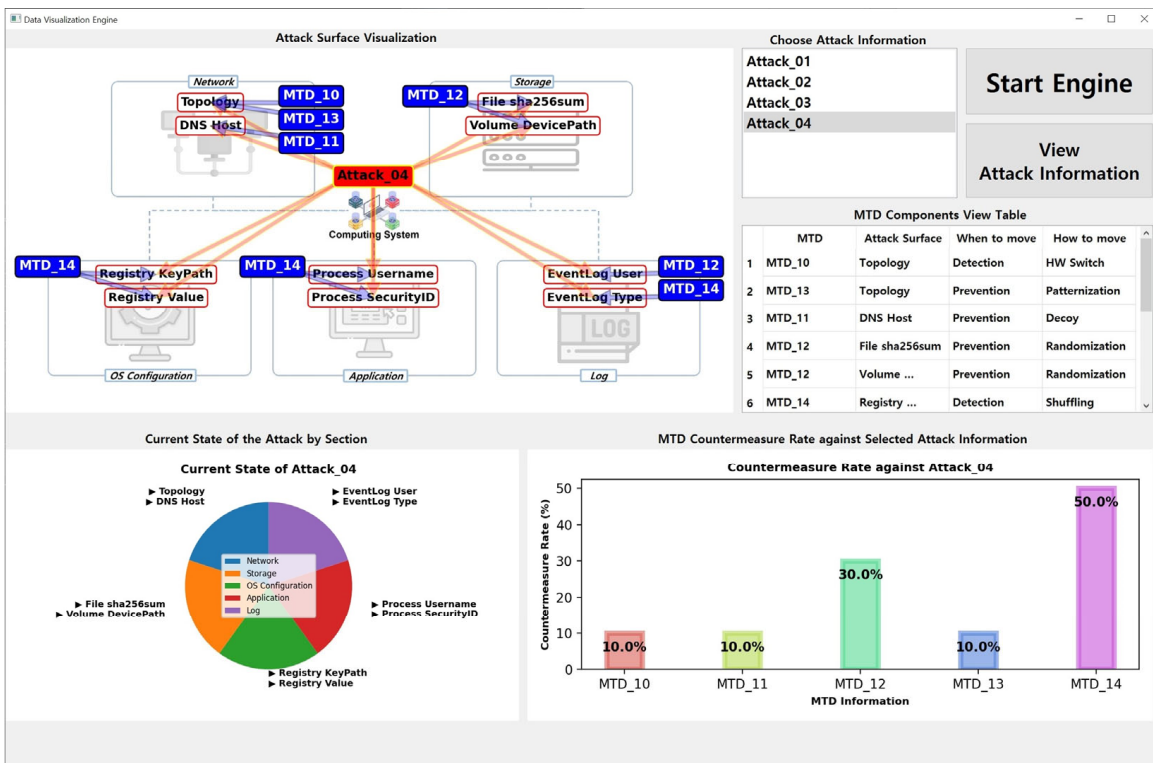 Data Visualization Engine
Attack Surface Visualization
Network
Topology
DNS Host
MTD_10
MTD_13
MTD_11
Storage
MTD_12
File sha256sum
Volume DevicePath
Attack_04
Computing System
MTD_14
Registry KeyPath
Registry Value
OS Configuration
MTD_14
Process Username
Process SecurityID
Application
EventLog User
EventLog Type
MTD_12
MTD_14
LOG
Log
Choose Attack Information
Attack_01
Attack_02
Attack_03
Attack_04
Start Engine
View
Attack Information
MTD Components View Table
MTD Attack Surface When to move How to move
1 MTD_10 Topology Detection HW Switch
2 MTD_13 Topology Prevention Patternization
3 MTD_11 DNS Host Prevention Decoy
4 MTD_12 File sha256sum Prevention Randomization
5 MTD_12 Volume ... Prevention Randomization
6 MTD_14 Registry ... Detection Shuffling
Current State of the Attack by Section
Current State of Attack_04
▶ Topology
▶ DNS Host
▶ EventLog User
▶ EventLog Type
Network
Storage
OS Configuration
Application
Log
▶ File sha256sum
▶ Volume DevicePath
▶ Process Username
▶ Process SecurityID
▶ Registry KeyPath
▶ Registry Value
MTD Countermeasure Rate against Selected Attack Information
Countermeasure Rate against Attack_04
Countermeasure Rate (%)
50
40
30
20
10
0
10.0%
10.0%
30.0%
10.0%
50.0%
MTD_10 MTD_11 MTD_12 MTD_13 MTD_14
MTD Information